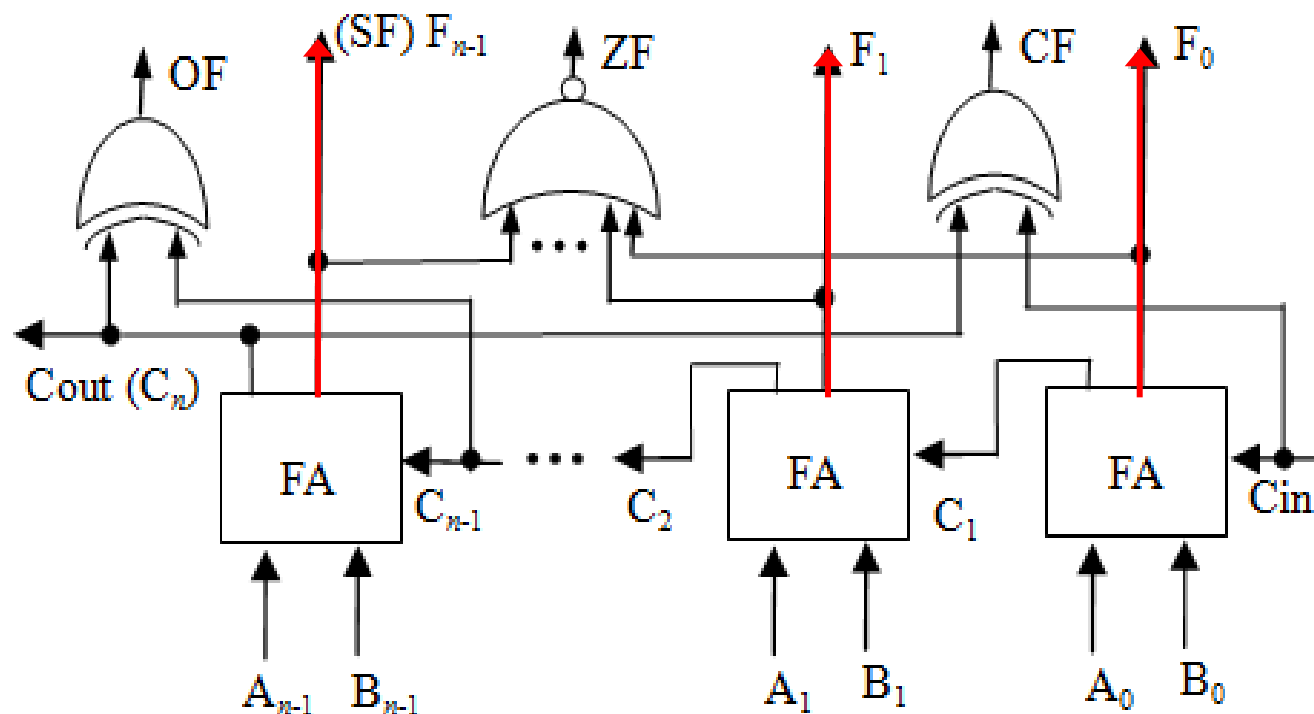 OF
(SF) Fₙ₋₁
ZF
F₁
CF
F₀
Cout (Cₙ)
FA
Cₙ₋₁
C₂
FA
C₁
FA
Cin
Aₙ₋₁
Bₙ₋₁
A₁
B₁
A₀
B₀